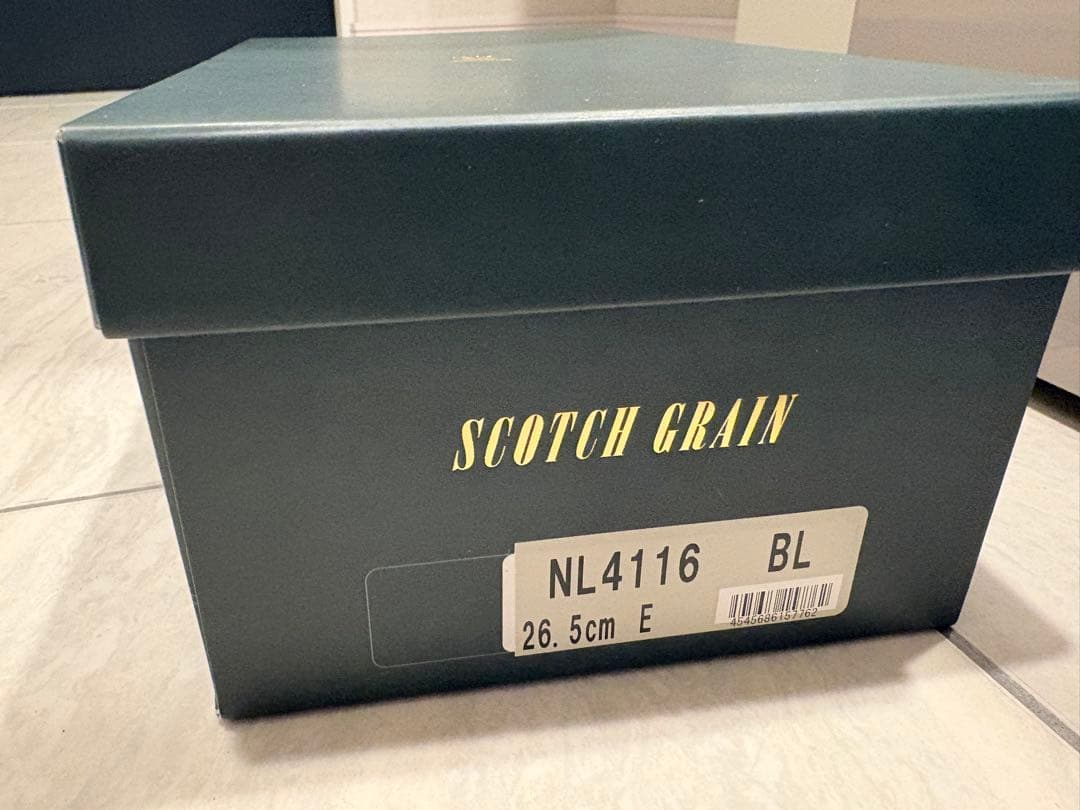 SCOTCH GRAIN
NL4116 BL
26.5cm E
4545686157762